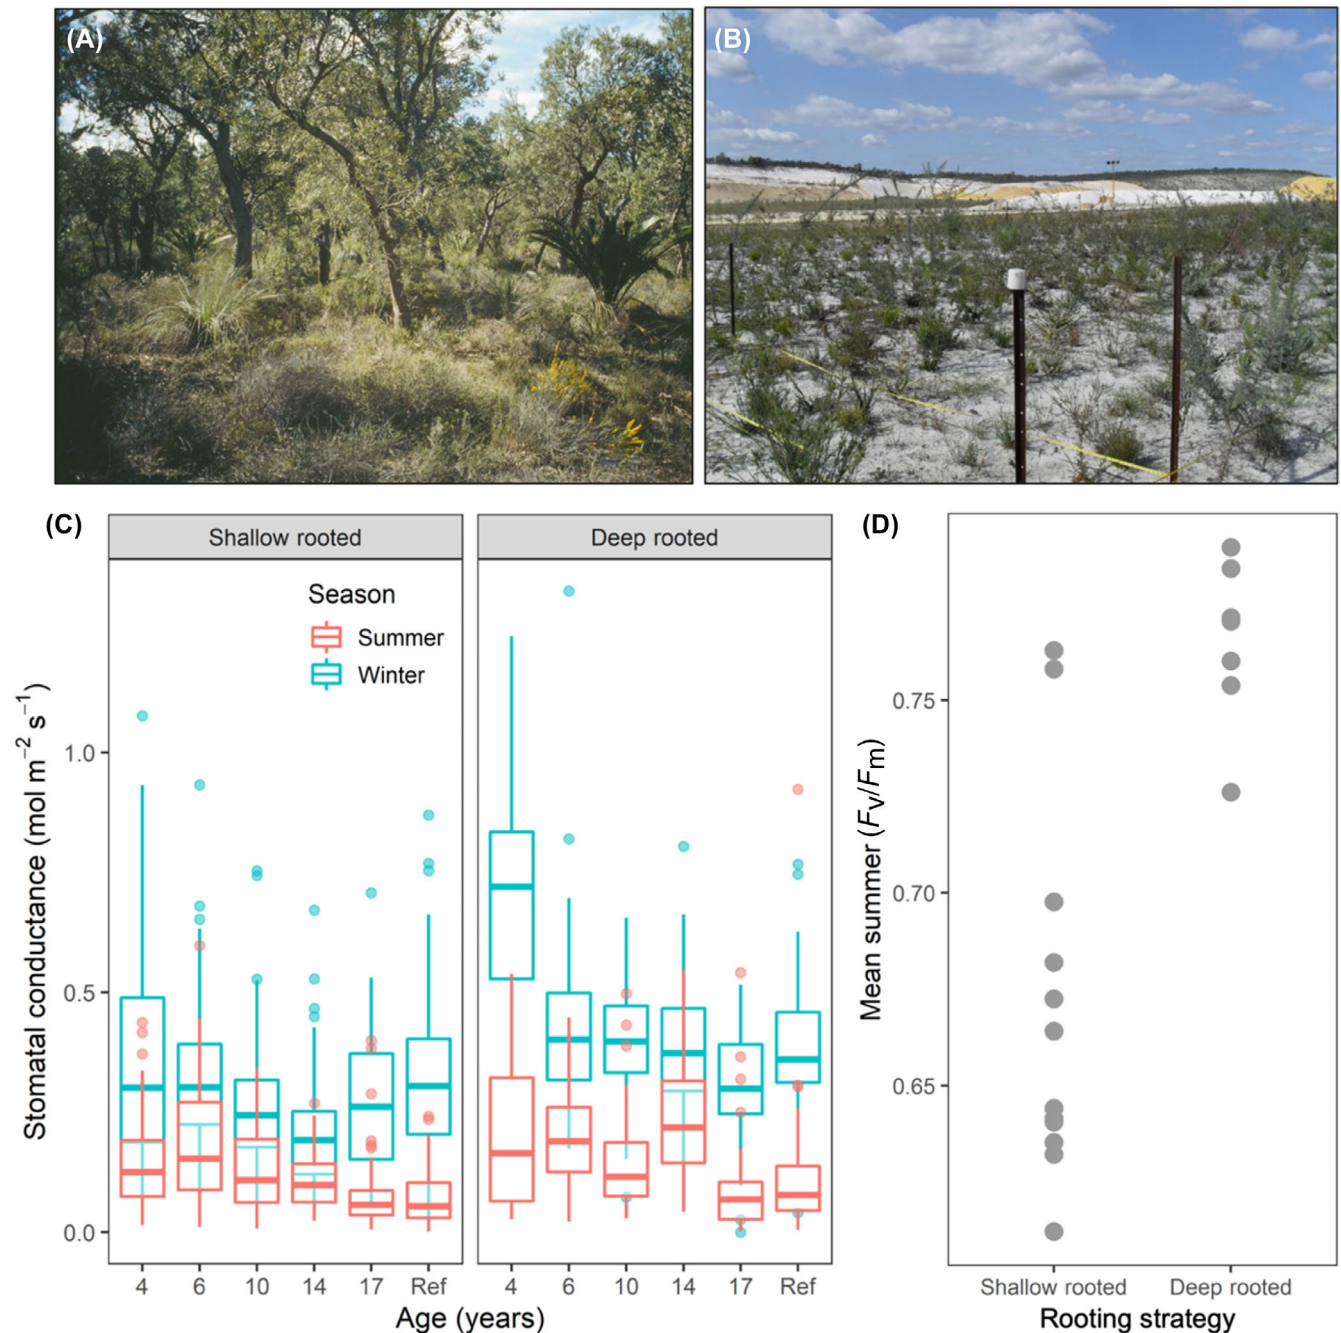 (A)
(B)
(C)
Shallow rooted
Deep rooted
Season
Summer
Winter
Stomatal conductance (mol m⁻² s⁻¹)
1.0
0.5
0.0
4 6 10 14 17 Ref
4 6 10 14 17 Ref
Age (years)
(D)
Mean summer (Fv/Fm)
0.75
0.70
0.65
Shallow rooted
Deep rooted
Rooting strategy